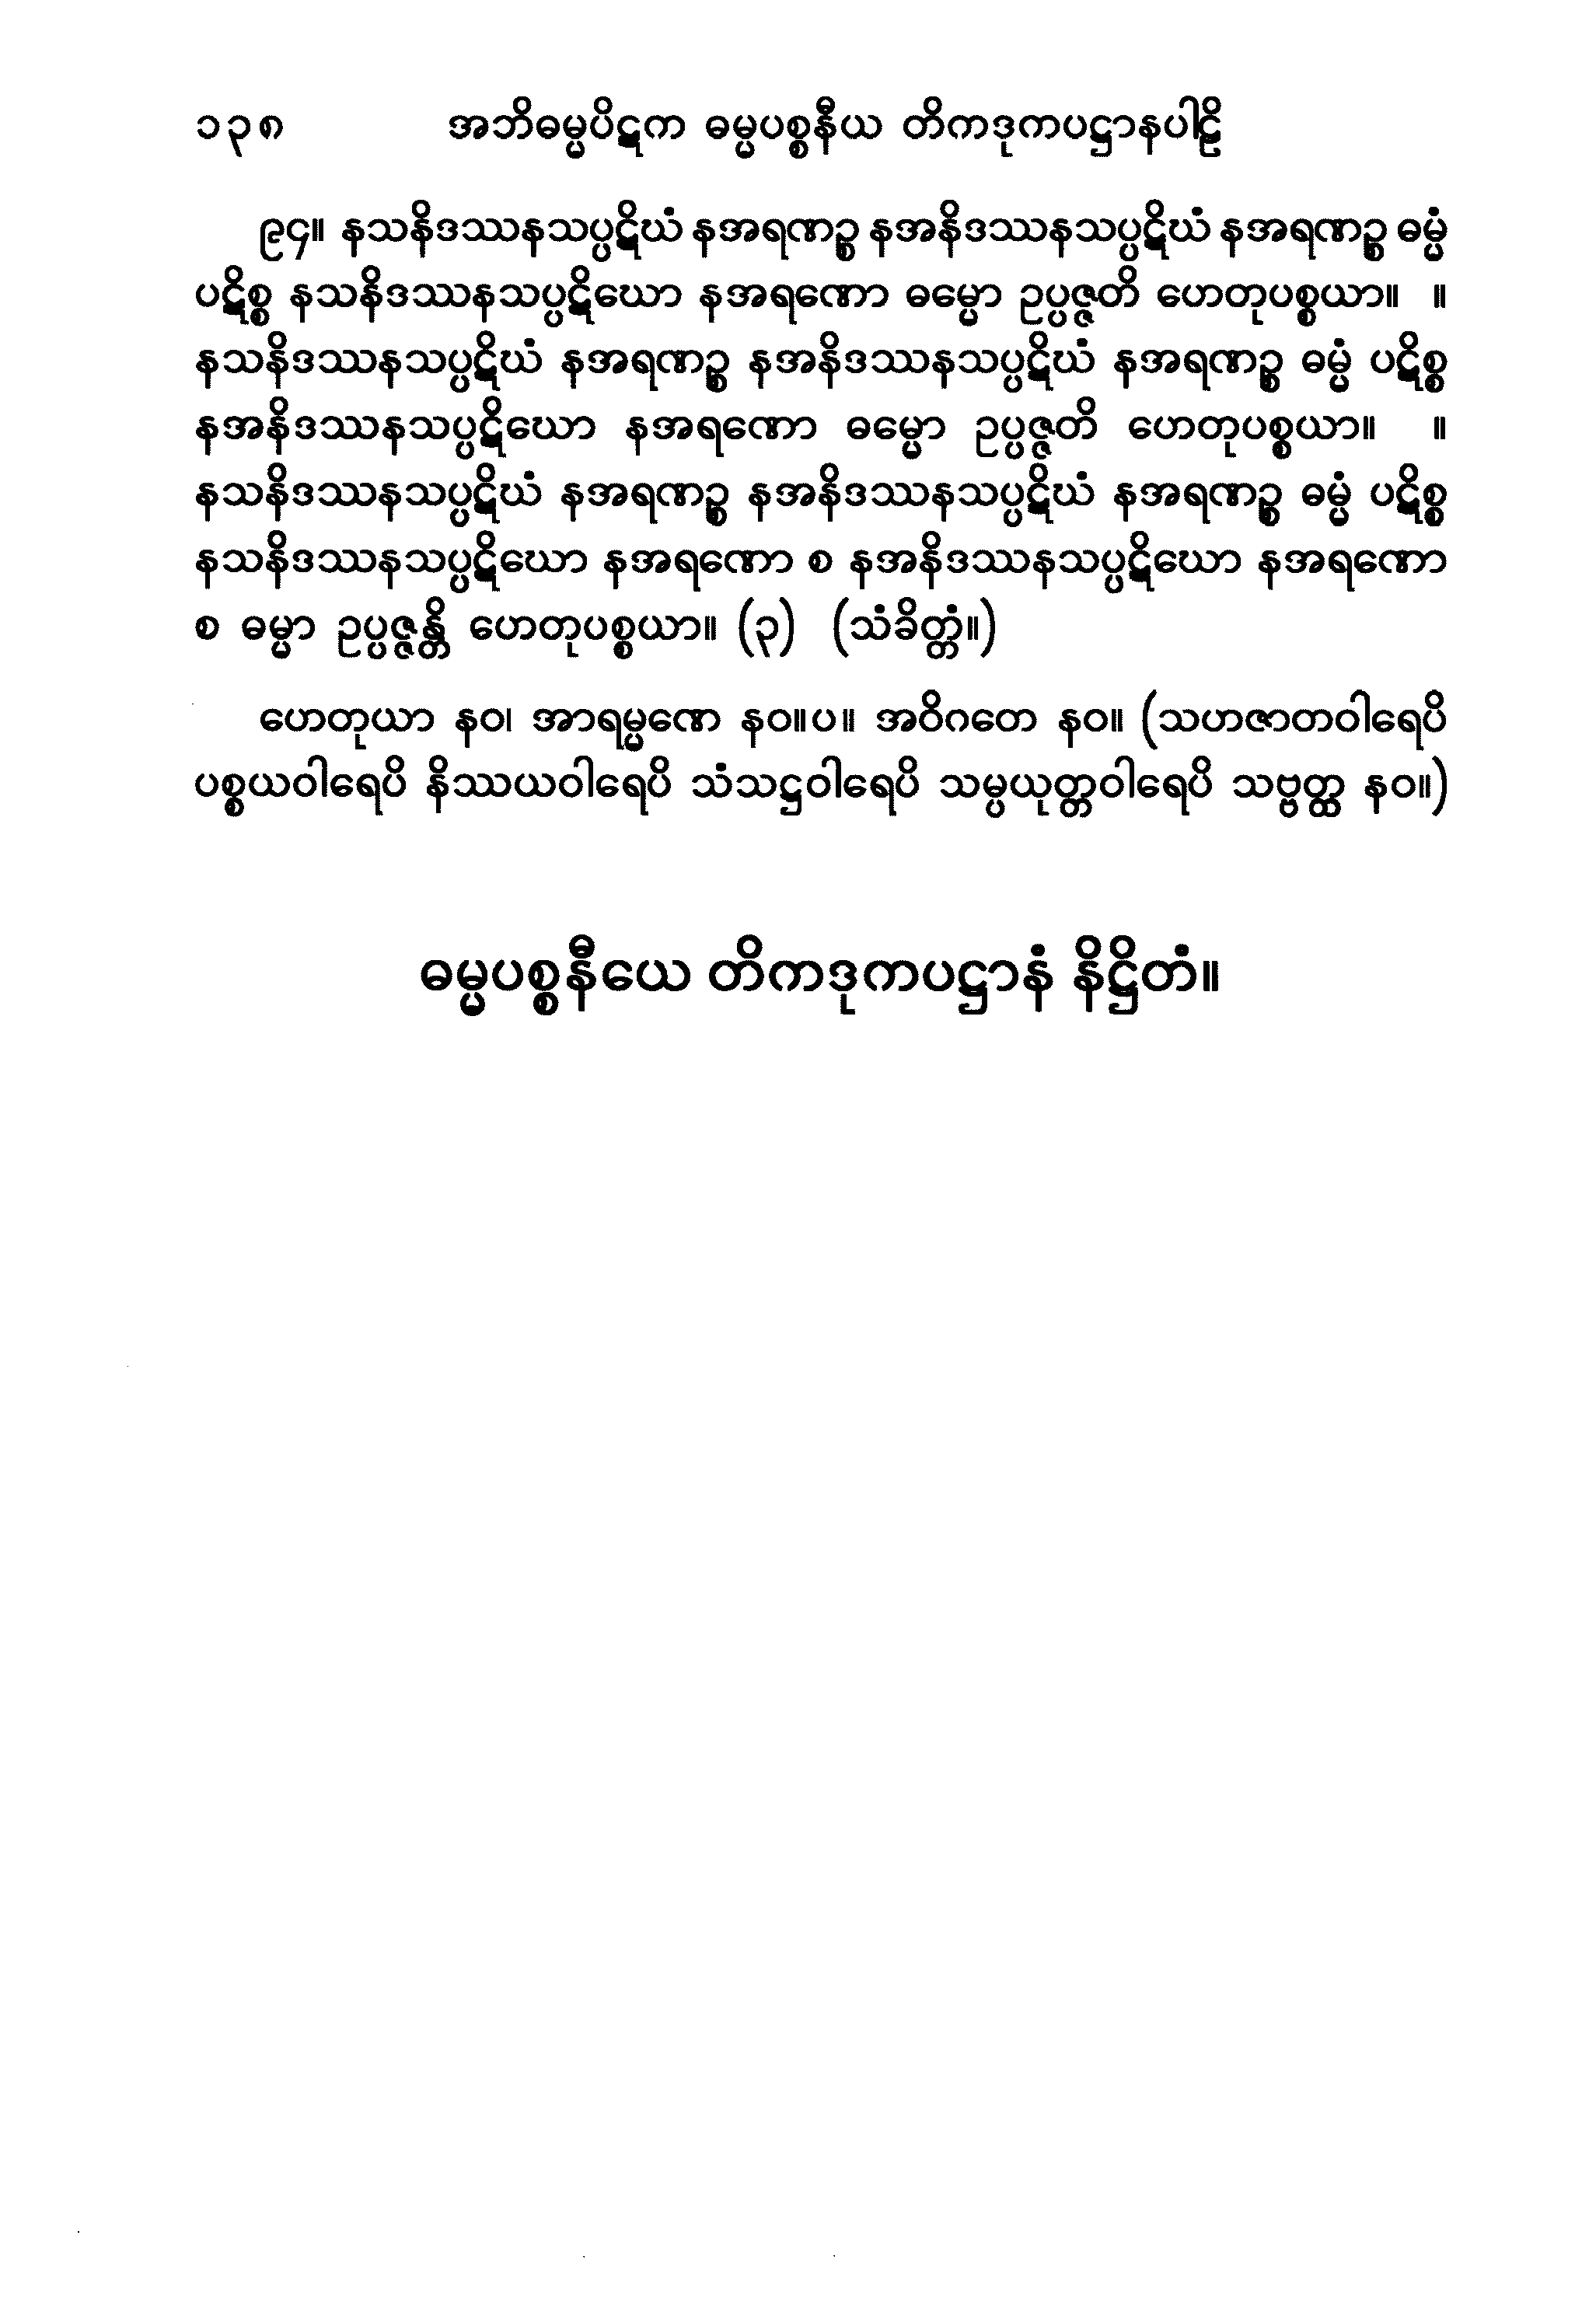 ၁၃၈ အဘိဓမ္မပိဋက ဓမ္မပစ္စနီယ တိကဒုကပဋ္ဌာနပါဠိ
၉၄။ နသနိဒဿနသပ္ပဋိဃံ နအရဏဉ္စ နအနိဒဿနသပ္ပဋိဃံ နအရဏဉ္စ ဓမ္မံ
ပဋိစ္စ နသနိဒဿနသပ္ပဋိဃော နအရဏော ဓမ္မော ဥပ္ပဇ္ဇတိ ဟေတုပစ္စယာ။ ။
နသနိဒဿနသပ္ပဋိဃံ နအရဏဉ္စ နအနိဒဿနသပ္ပဋိဃံ နအရဏဉ္စ ဓမ္မံ ပဋိစ္စ
နအနိဒဿနသပ္ပဋိဃော နအရဏော ဓမ္မော ဥပ္ပဇ္ဇတိ ဟေတုပစ္စယာ။ ။
နသနိဒဿနသပ္ပဋိဃံ နအရဏဉ္စ နအနိဒဿနသပ္ပဋိဃံ နအရဏဉ္စ ဓမ္မံ ပဋိစ္စ
နသနိဒဿနသပ္ပဋိဃော နအရဏော စ နအနိဒဿနသပ္ပဋိဃော နအရဏော
စ ဓမ္မာ ဥပ္ပဇ္ဇန္တိ ဟေတုပစ္စယာ။ (၃) (သံခိတ္တံ။)
ဟေတုယာ နဝ၊ အာရမ္မဏေ နဝ။ပ။ အဝိဂတေ နဝ။ (သဟဇာတဝါရေပိ
ပစ္စယဝါရေပိ နိဿယဝါရေပိ သံသဋ္ဌဝါရေပိ သမ္ပယုတ္တဝါရေပိ သဗ္ဗတ္ထ နဝ။)
ဓမ္မပစ္စနီယေ တိကဒုကပဋ္ဌာနံ နိဋ္ဌိတံ။